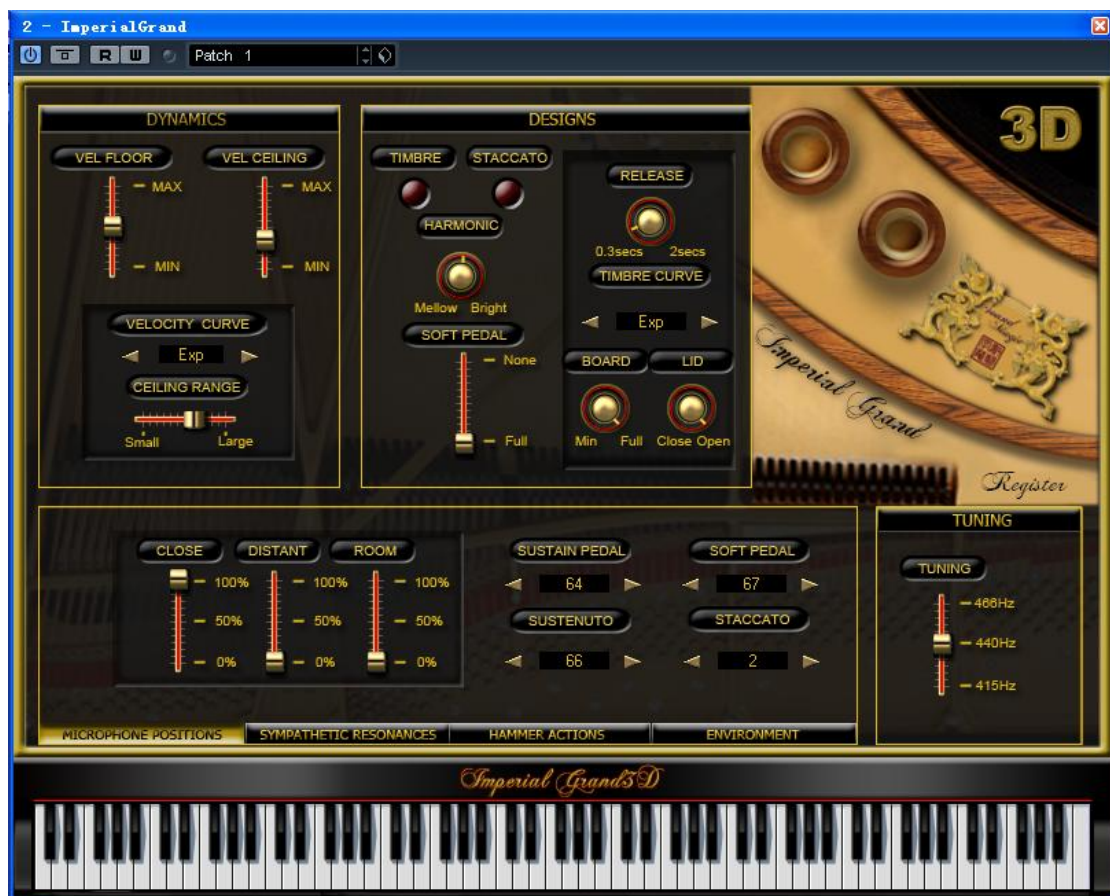 2 - ImperialGrand
R W Patch 1
3D
DYNAMICS
VEL FLOOR VEL CEILING
MAX MAX
MIN MIN
VELOCITY CURVE
Exp
CEILING RANGE
Small Large
DESIGNS
TIMBRE STACCATO
HARMONIC
Mellow Bright
SOFT PEDAL
None
Full
RELEASE
0.3secs 2secs
TIMBRE CURVE
Exp
BOARD LID
Min Full Close Open
Imperial Grand
Register
CLOSE DISTANT ROOM
100% 100% 100%
50% 50% 50%
0% 0% 0%
SUSTAIN PEDAL SOFT PEDAL
64 67
SUSTENUTO STACCATO
66 2
MICROPHONE POSITIONS SYMPATHETIC RESONANCES HAMMER ACTIONS ENVIRONMENT
TUNING
TUNING
466Hz
440Hz
415Hz
Imperial Grand3D